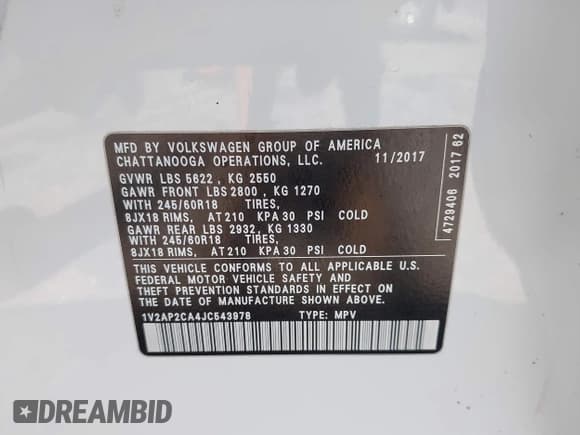 MFD BY VOLKSWAGEN GROUP OF AMERICA
CHATTANOOGA OPERATIONS, LLC. 11/2017
GVWR LBS 5622 , KG 2550
GAWR FRONT LBS 2800 , KG 1270
WITH 245/60R18 TIRES,
8JX18 RIMS, AT 210 KPA 30 PSI COLD
GAWR REAR LBS 2932, KG 1330
WITH 245/60R18 TIRES,
8JX18 RIMS, AT 210 KPA 30 PSI COLD
THIS VEHICLE CONFORMS TO ALL APPLICABLE U.S.
FEDERAL MOTOR VEHICLE SAFETY AND
THEFT PREVENTION STANDARDS IN EFFECT ON
THE DATE OF MANUFACTURE SHOWN ABOVE.
1V2AP2CA4JC543978 TYPE: MPV
4729406 2017 62
DREAMBID